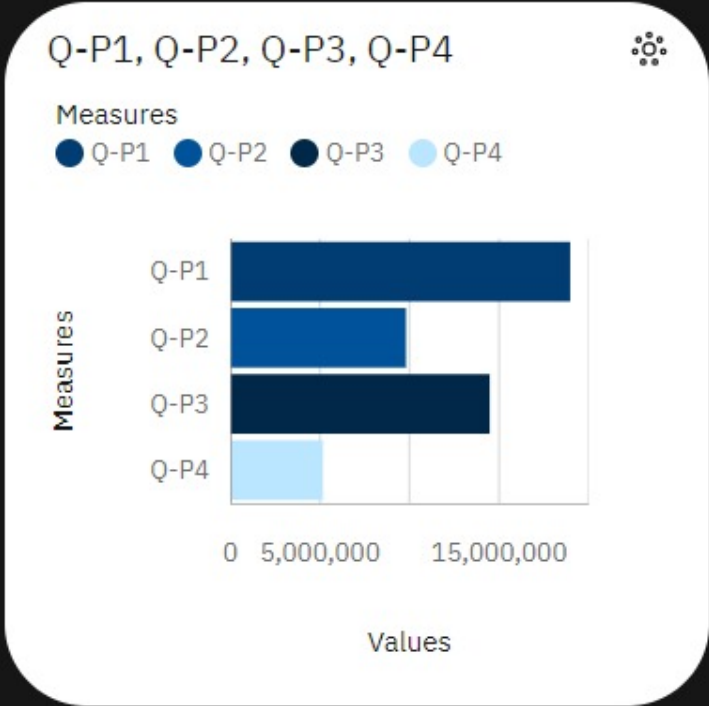 Q-P1, Q-P2, Q-P3, Q-P4
Measures
Q-P1 Q-P2 Q-P3 Q-P4
Measures
Q-P1
Q-P2
Q-P3
Q-P4
0 5,000,000 15,000,000
Values